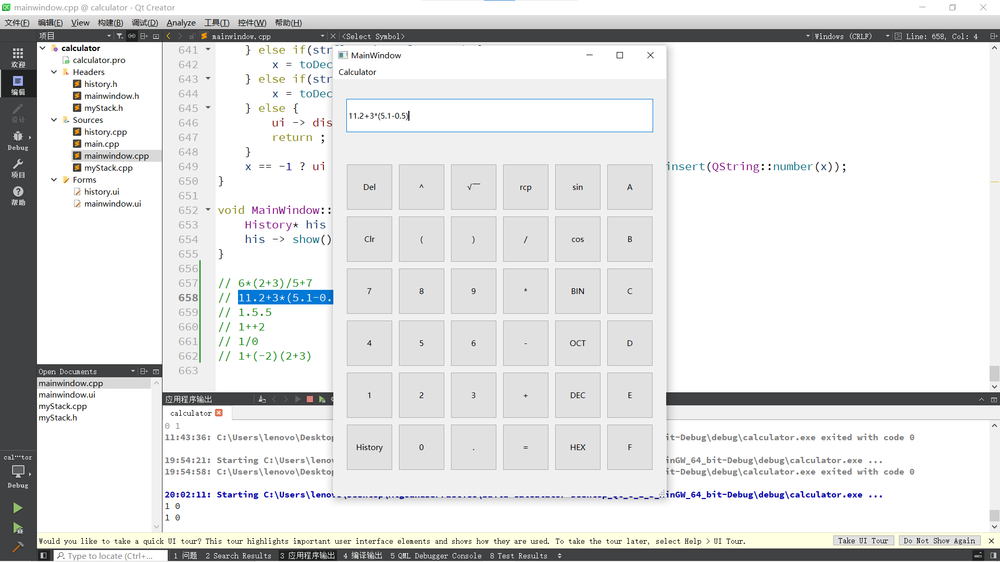 mainwindow.cpp @ calculator - Qt Creator
文件(F) 编辑(E) View 构建(B) 调试(D) Analyze 工具(T) 控件(W) 帮助(H)
项目 mainwindow.cpp <Select Symbol> Windows (CRLF) Line: 658, Col: 4
欢迎
编辑
设计
Debug
项目
帮助
cal···tor
Debug
calculator
calculator.pro
Headers
history.h
mainwindow.h
myStack.h
Sources
history.cpp
main.cpp
mainwindow.cpp
myStack.cpp
Forms
history.ui
mainwindow.ui
Open Documents
mainwindow.cpp
mainwindow.ui
myStack.cpp
myStack.h
641 } else if(str
642 x = toDec
643 } else if(str
644 x = toDec
645 } else {
646 ui -> dis
647 return ;
648 }
649 x == -1 ? ui insert(QString::number(x));
650 }
651
652 void MainWindow::
653 History* his
654 his -> show()
655 }
656
657 // 6*(2+3)/5+7
658 // 11.2+3*(5.1-0.
659 // 1.5.5
660 // 1++2
661 // 1/0
662 // 1+(-2)(2+3)
663
MainWindow
Calculator
11.2+3*(5.1-0.5)
Del ^ √‾ rcp sin A
Clr ( ) / cos B
7 8 9 * BIN C
4 5 6 - OCT D
1 2 3 + DEC E
History 0 . = HEX F
应用程序输出
calculator
0 1
11:43:36: C:\Users\lenovo\Desktop it-Debug\debug\calculator.exe exited with code 0
19:54:21: Starting C:\Users\lenov inGW_64_bit-Debug\debug\calculator.exe ...
19:54:58: C:\Users\lenovo\Desktop it-Debug\debug\calculator.exe exited with code 0
20:02:11: Starting C:\Users\lenov inGW_64_bit-Debug\debug\calculator.exe ...
1 0
1 0
Would you like to take a quick UI tour? This tour highlights important user interface elements and shows how they are used. To take the tour later, select Help > UI Tour. Take UI Tour Do Not Show Again
Type to locate (Ctrl+... 1 问题 2 Search Results 3 应用程序输出 4 编译输出 5 QML Debugger Console 8 Test Results